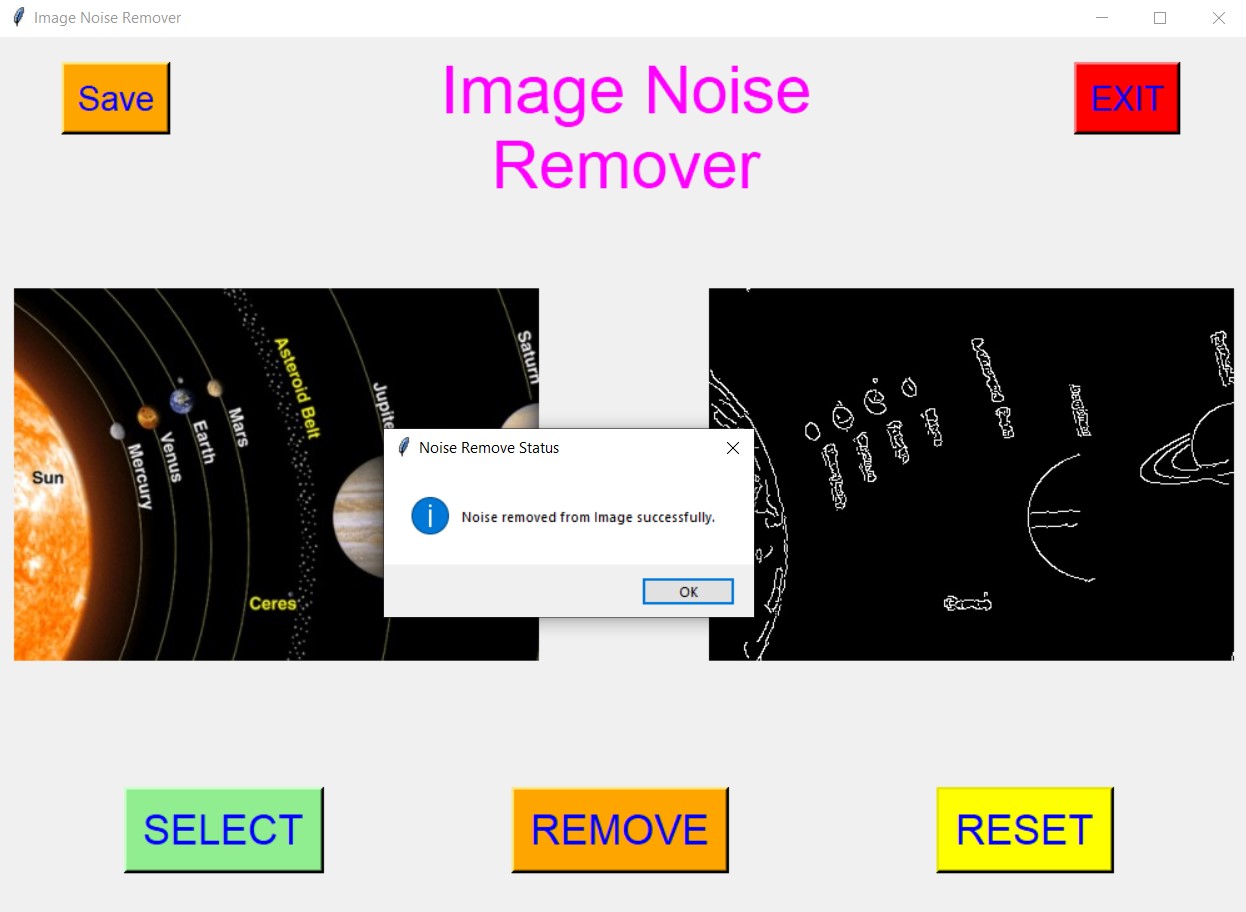 Image Noise Remover
Save
Image Noise
Remover
EXIT
Saturn
Asteroid Belt
Jupite
Mars
Earth
Venus
Mercury
Sun
Ceres
Noise Remove Status
Noise removed from Image successfully.
OK
SELECT
REMOVE
RESET